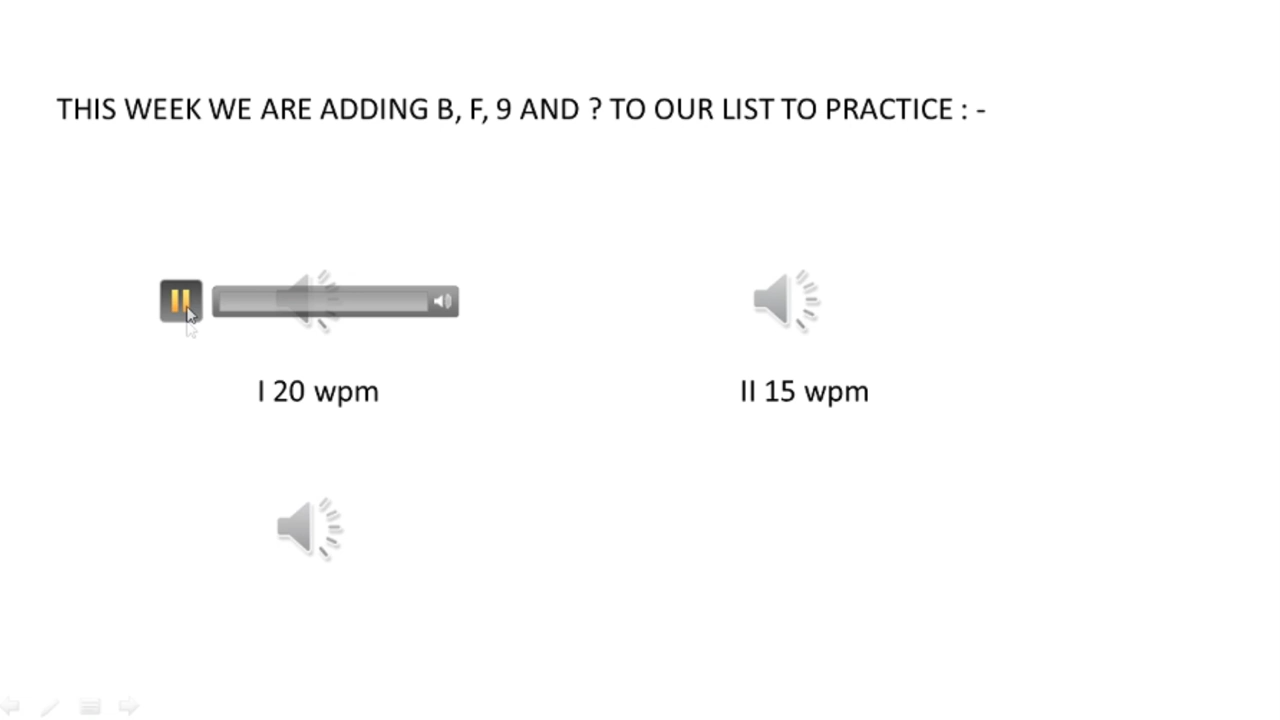 THIS WEEK WE ARE ADDING B, F, 9 AND ? TO OUR LIST TO PRACTICE : -
I 20 wpm
II 15 wpm